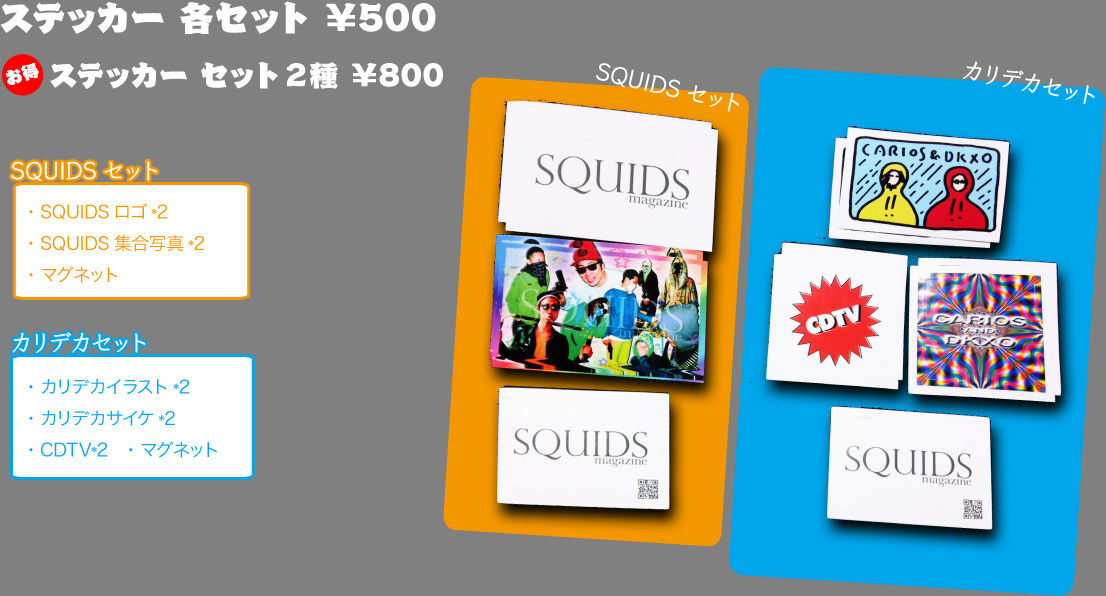 ステッカー 各セット ￥500
お得 ステッカー セット２種 ￥800
SQUIDS セット
・SQUIDS ロゴ *2
・SQUIDS 集合写真 *2
・マグネット
カリデカセット
・カリデカイラスト *2
・カリデカサイケ *2
・CDTV*2 ・マグネット
SQUIDS セット
SQUIDS
magazine
SQUIDS
magazine
カリデカセット
CARIOS&DKXO
CDTV
CARIOS
AND
DKXO
SQUIDS
magazine